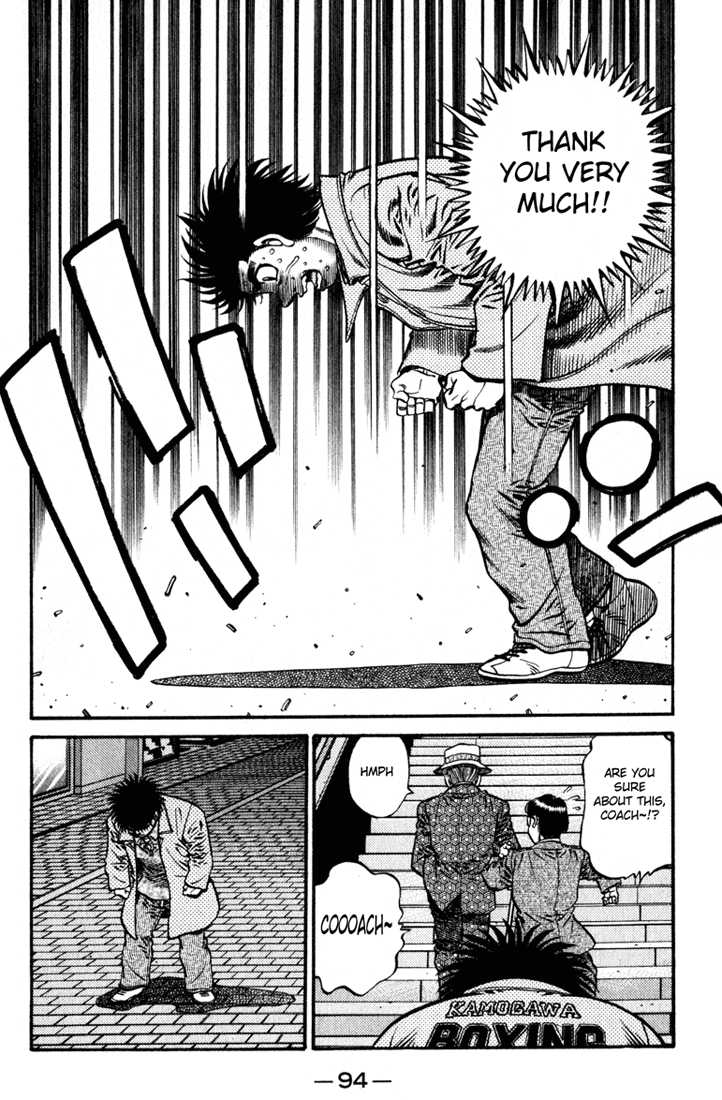 THANK
YOU VERY
MUCH!!
ARE YOU
SURE
ABOUT THIS,
COACH~!?
HMPH
COOOACH~
KAMOGAWA
BOXING
— 94 —